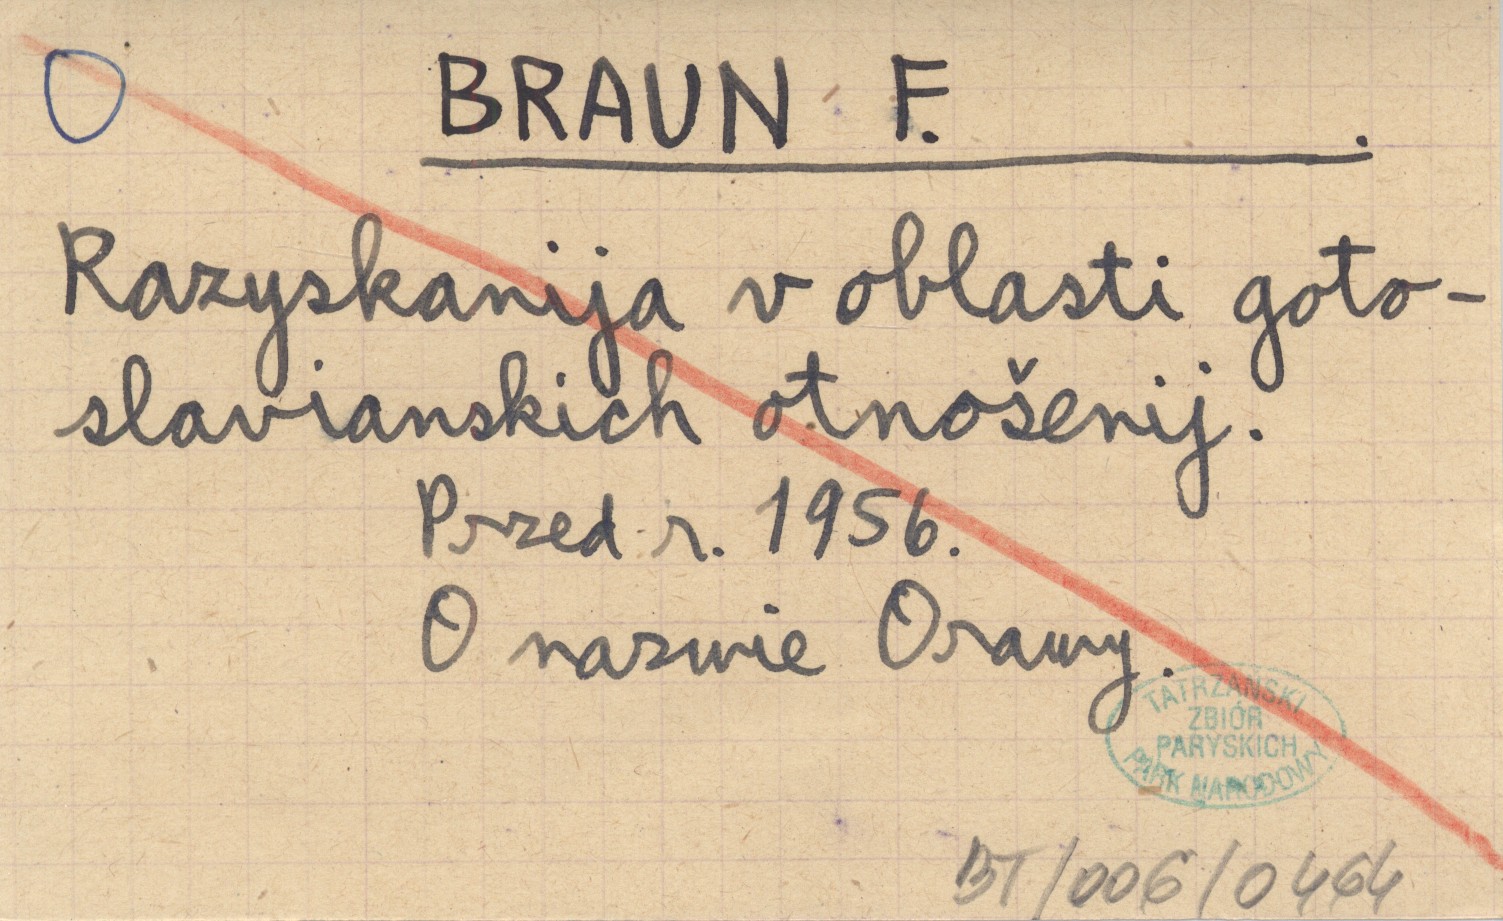 O
BRAUN F. .
Razyskanija v oblasti goto-
slavianskich otnošenij.
Przed r. 1956.
O nazwie Orawy.
TATRZAŃSKI
ZBIÓR
PARYSKICH
PARK NARODOWY
BT/006/0464